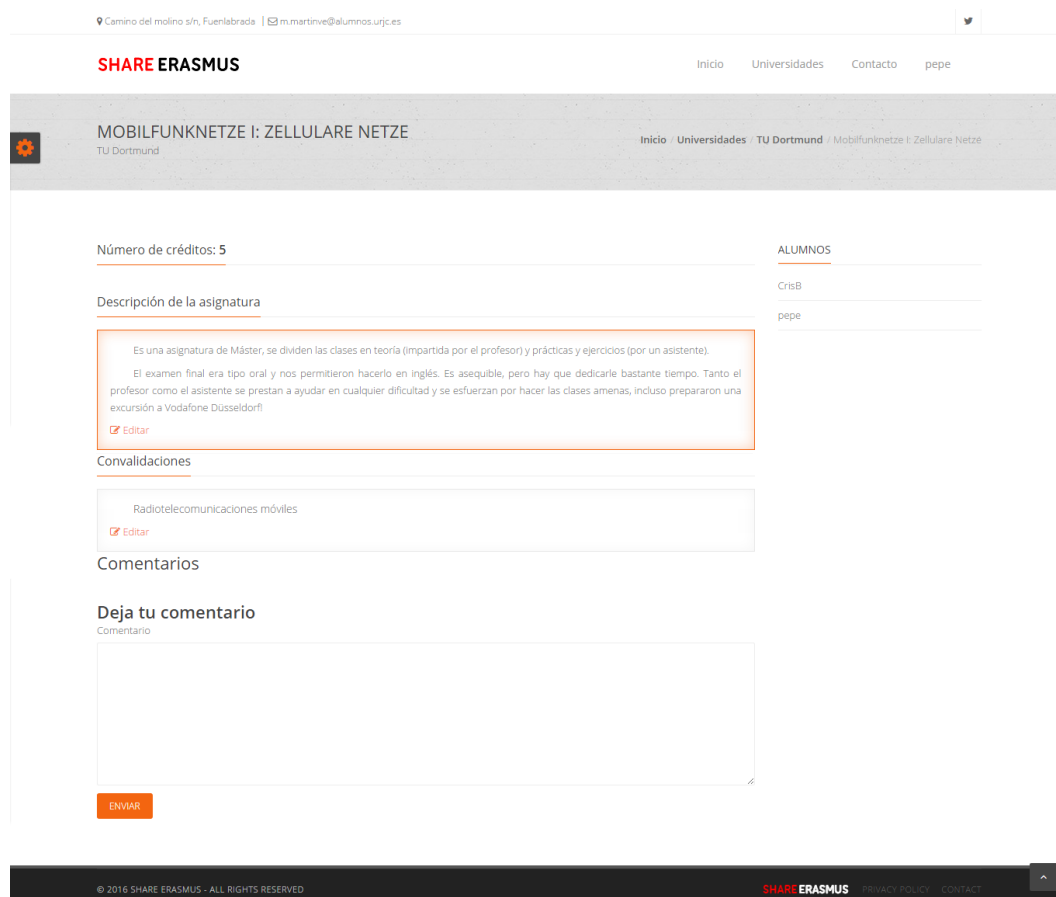 Camino del molino s/n, Fuenlabrada | m.martinve@alumnos.urjc.es
SHARE ERASMUS
Inicio Universidades Contacto pepe
MOBILFUNKNETZE I: ZELLULARE NETZE
TU Dortmund
Inicio / Universidades / TU Dortmund / Mobilfunknetze I: Zellulare Netze
Número de créditos: 5
Descripción de la asignatura
Es una asignatura de Máster, se dividen las clases en teoría (impartida por el profesor) y prácticas y ejercicios (por un asistente).
El examen final era tipo oral y nos permitieron hacerlo en inglés. Es asequible, pero hay que dedicarle bastante tiempo. Tanto el
profesor como el asistente se prestan a ayudar en cualquier dificultad y se esfuerzan por hacer las clases amenas, incluso prepararon una
excursión a Vodafone Düsseldorf!
Editar
Convalidaciones
Radiotelecomunicaciones móviles
Editar
Comentarios
Deja tu comentario
Comentario
ENVIAR
ALUMNOS
CrisB
pepe
© 2016 SHARE ERASMUS - ALL RIGHTS RESERVED
SHARE ERASMUS PRIVACY POLICY CONTACT